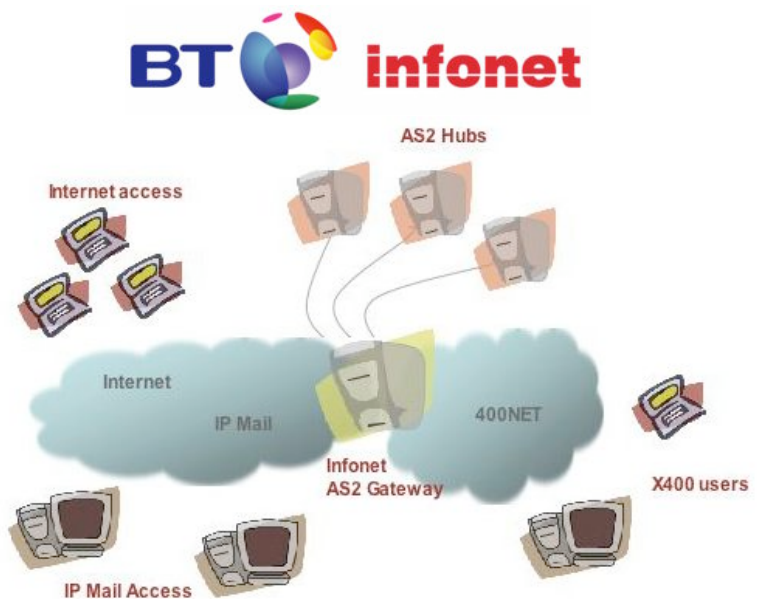 BT infonet
AS2 Hubs
Internet access
Internet
IP Mail
400NET
Infonet
AS2 Gateway
X400 users
IP Mail Access